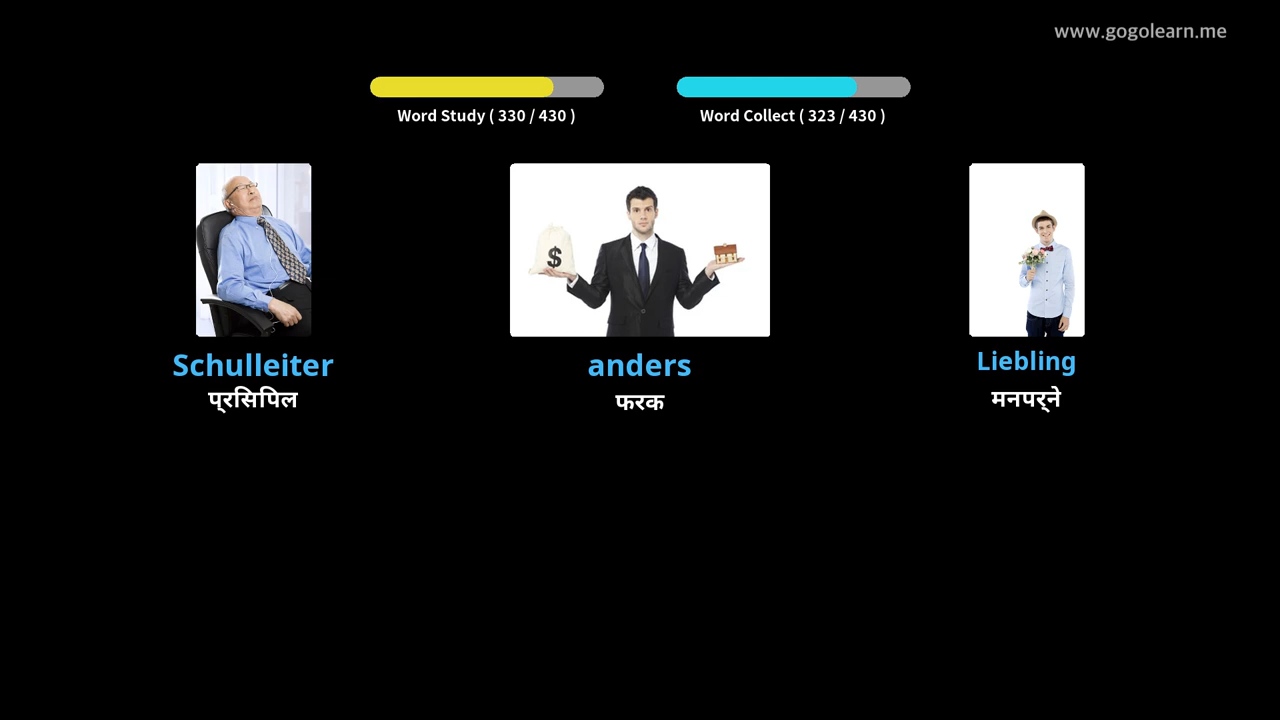 www.gogolearn.me
Word Study ( 330 / 430 )
Word Collect ( 323 / 430 )
$
Schulleiter
प्रसिपिल
anders
फरक
Liebling
मनपर्ने